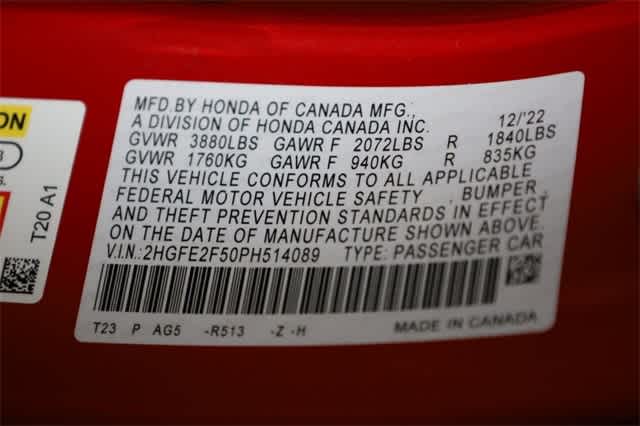 MFD.BY HONDA OF CANADA MFG.,
A DIVISION OF HONDA CANADA INC. 12/'22
GVWR 3880LBS GAWR F 2072LBS R 1840LBS
GVWR 1760KG GAWR F 940KG R 835KG
THIS VEHICLE CONFORMS TO ALL APPLICABLE
FEDERAL MOTOR VEHICLE SAFETY , BUMPER,
AND THEFT PREVENTION STANDARDS IN EFFECT
ON THE DATE OF MANUFACTURE SHOWN ABOVE.
V.I.N.:2HGFE2F50PH514089 TYPE: PASSENGER CAR
T23 P AG5 -R513 -Z -H MADE IN CANADA
ON
T20 A1